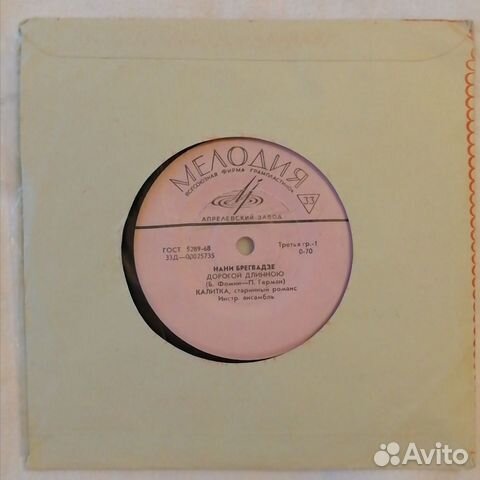 МЕЛОДИЯ
ВСЕСОЮЗНАЯ ФИРМА ГРАМПЛАСТИНОК
33
АПРЕЛЕВСКИЙ ЗАВОД
ГОСТ 5289-68
33Д—00025735
Третья гр.-1
0-70
НАНИ БРЕГВАДЗЕ
ДОРОГОЙ ДЛИННОЮ
(Б. Фомин—П. Герман)
КАЛИТКА, старинный романс
Инстр. ансамбль
Avito